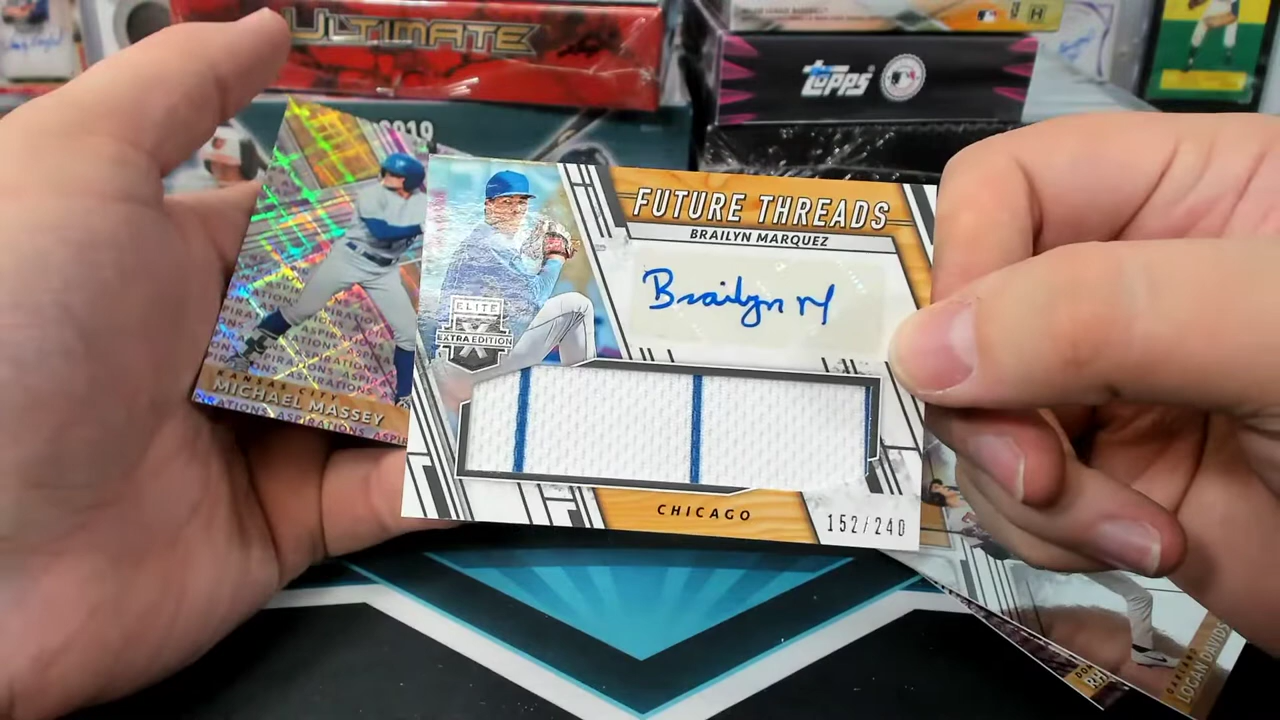 ULTIMATE
TOPPS
2019
FUTURE THREADS
BRAILYN MARQUEZ
Brailyn M
ELITE
EXTRA EDITION
CHICAGO
152/240
ASPIRATIONS
KANSAS CITY
MICHAEL MASSEY
LOGAN DAVIDS